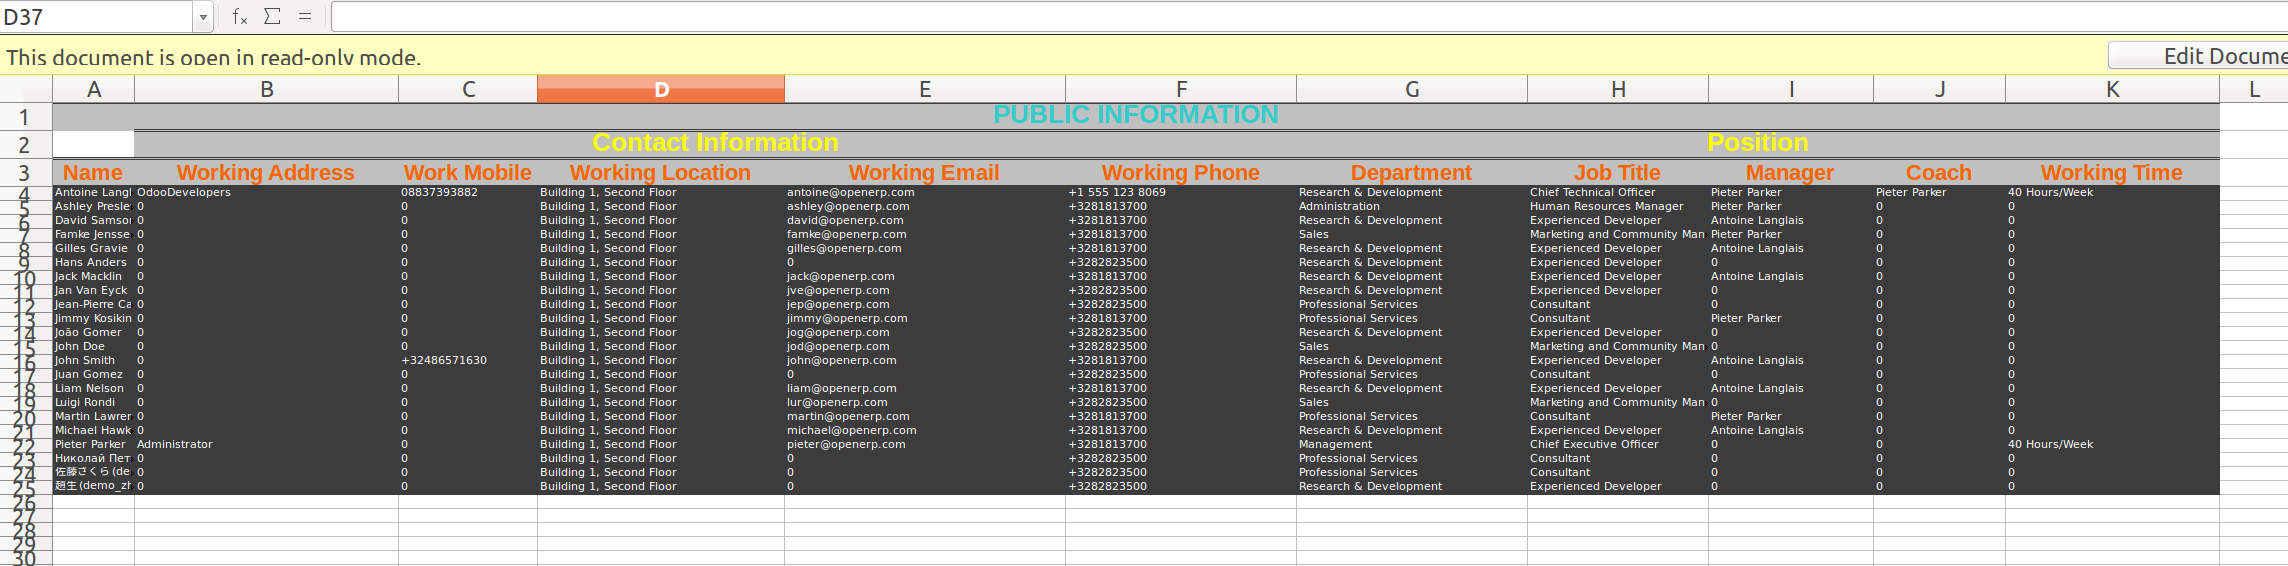 D37 fx Σ =
This document is open in read-only mode. Edit Docume
A B C D E F G H I J K L
1 PUBLIC INFORMATION
2 Contact Information Position
3 Name Working Address Work Mobile Working Location Working Email Working Phone Department Job Title Manager Coach Working Time
4 Antoine Langl OdooDevelopers 08837393882 Building 1, Second Floor antoine@openerp.com +1 555 123 8069 Research & Development Chief Technical Officer Pieter Parker Pieter Parker 40 Hours/Week
5 Ashley Presle 0 0 Building 1, Second Floor ashley@openerp.com +3281813700 Administration Human Resources Manager Pieter Parker 0 0
6 David Samso 0 0 Building 1, Second Floor david@openerp.com +3281813700 Research & Development Experienced Developer Antoine Langlais 0 0
7 Famke Jensse 0 0 Building 1, Second Floor famke@openerp.com +3281813700 Sales Marketing and Community Man Pieter Parker 0 0
8 Gilles Gravie 0 0 Building 1, Second Floor gilles@openerp.com +3281813700 Research & Development Experienced Developer Antoine Langlais 0 0
9 Hans Anders 0 0 Building 1, Second Floor 0 +3282823500 Research & Development Experienced Developer 0 0 0
10 Jack Macklin 0 0 Building 1, Second Floor jack@openerp.com +3281813700 Research & Development Experienced Developer Antoine Langlais 0 0
11 Jan Van Eyck 0 0 Building 1, Second Floor jve@openerp.com +3282823500 Research & Development Experienced Developer 0 0 0
12 Jean-Pierre Ca 0 0 Building 1, Second Floor jep@openerp.com +3282823500 Professional Services Consultant 0 0 0
13 Jimmy Kosikin 0 0 Building 1, Second Floor jimmy@openerp.com +3281813700 Professional Services Consultant Pieter Parker 0 0
14 João Gomer 0 0 Building 1, Second Floor jog@openerp.com +3282823500 Research & Development Experienced Developer 0 0 0
15 John Doe 0 0 Building 1, Second Floor jod@openerp.com +3282823500 Sales Marketing and Community Man 0 0 0
16 John Smith 0 +32486571630 Building 1, Second Floor john@openerp.com +3281813700 Research & Development Experienced Developer Antoine Langlais 0 0
17 Juan Gomez 0 0 Building 1, Second Floor 0 +3282823500 Professional Services Consultant 0 0 0
18 Liam Nelson 0 0 Building 1, Second Floor liam@openerp.com +3281813700 Research & Development Experienced Developer Antoine Langlais 0 0
19 Luigi Rondi 0 0 Building 1, Second Floor lur@openerp.com +3282823500 Sales Marketing and Community Man 0 0 0
20 Martin Lawrer 0 0 Building 1, Second Floor martin@openerp.com +3281813700 Professional Services Consultant Pieter Parker 0 0
21 Michael Hawk 0 0 Building 1, Second Floor michael@openerp.com +3281813700 Research & Development Experienced Developer Antoine Langlais 0 0
22 Pieter Parker Administrator 0 Building 1, Second Floor pieter@openerp.com +3281813700 Management Chief Executive Officer 0 0 40 Hours/Week
23 Николай Пет 0 0 Building 1, Second Floor 0 +3282823500 Professional Services Consultant 0 0 0
24 佐藤さくら (de 0 0 Building 1, Second Floor 0 +3282823500 Professional Services Consultant 0 0 0
25 趙生 (demo_zh 0 0 Building 1, Second Floor 0 +3282823500 Research & Development Experienced Developer 0 0 0
26
27
28
29
30